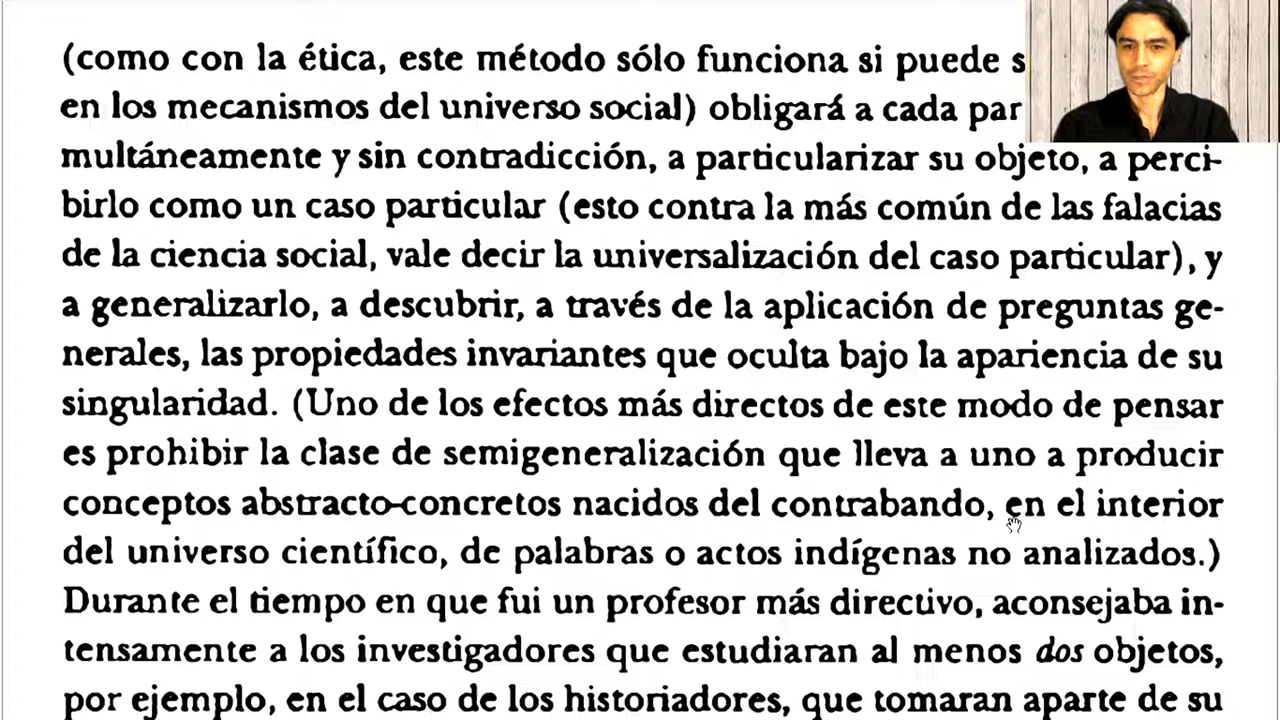 (como con la ética, este método sólo funciona si puede s
en los mecanismos del universo social) obligará a cada par
multáneamente y sin contradicción, a particularizar su objeto, a perci-
birlo como un caso particular (esto contra la más común de las falacias
de la ciencia social, vale decir la universalización del caso particular), y
a generalizarlo, a descubrir, a través de la aplicación de preguntas ge-
nerales, las propiedades invariantes que oculta bajo la apariencia de su
singularidad. (Uno de los efectos más directos de este modo de pensar
es prohibir la clase de semigeneralización que lleva a uno a producir
conceptos abstracto-concretos nacidos del contrabando, en el interior
del universo científico, de palabras o actos indígenas no analizados.)
Durante el tiempo en que fui un profesor más directivo, aconsejaba in-
tensamente a los investigadores que estudiaran al menos dos objetos,
por ejemplo, en el caso de los historiadores, que tomaran aparte de su